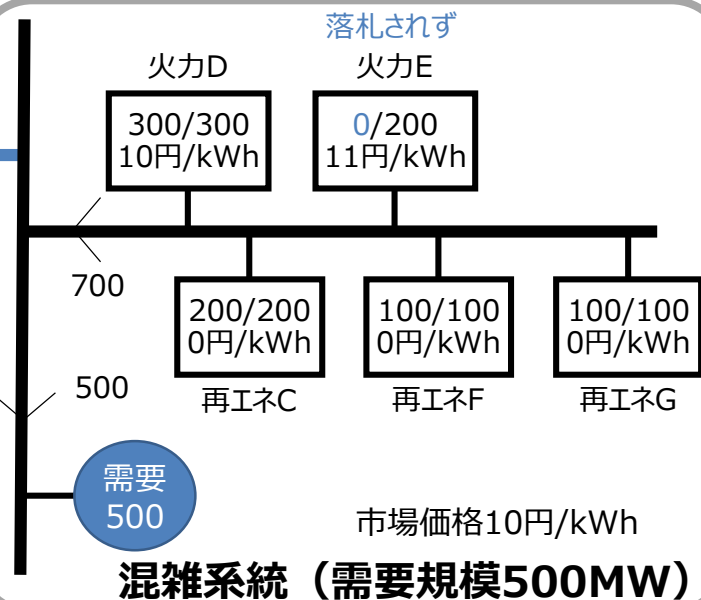 落札されず
火力D
火力E
300/300
10円/kWh
0/200
11円/kWh
700
200/200
0円/kWh
100/100
0円/kWh
100/100
0円/kWh
再エネC
再エネF
再エネG
500
需要
500
市場価格10円/kWh
混雑系統（需要規模500MW）